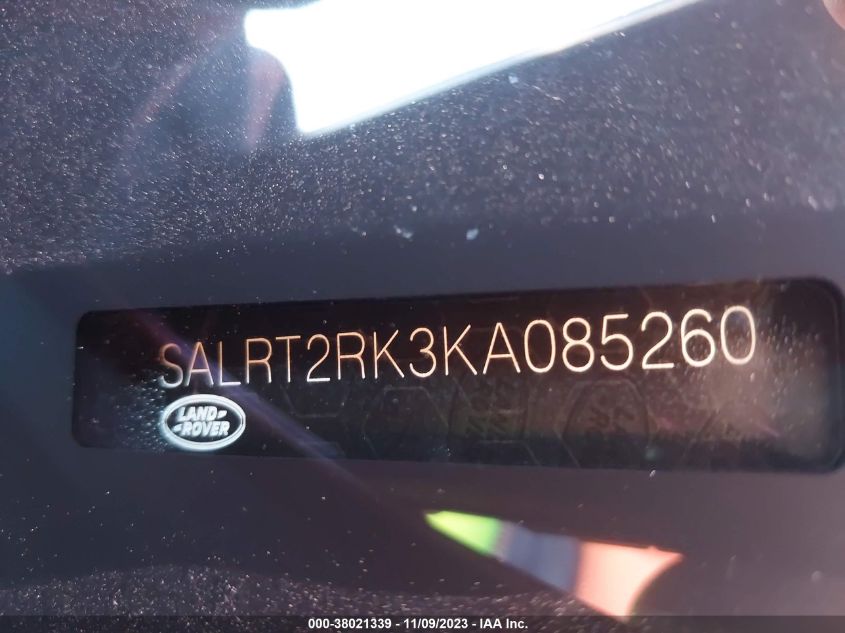 SALRT2RK3KA085260
LAND
ROVER
000-38021339 - 11/09/2023 - IAA Inc.